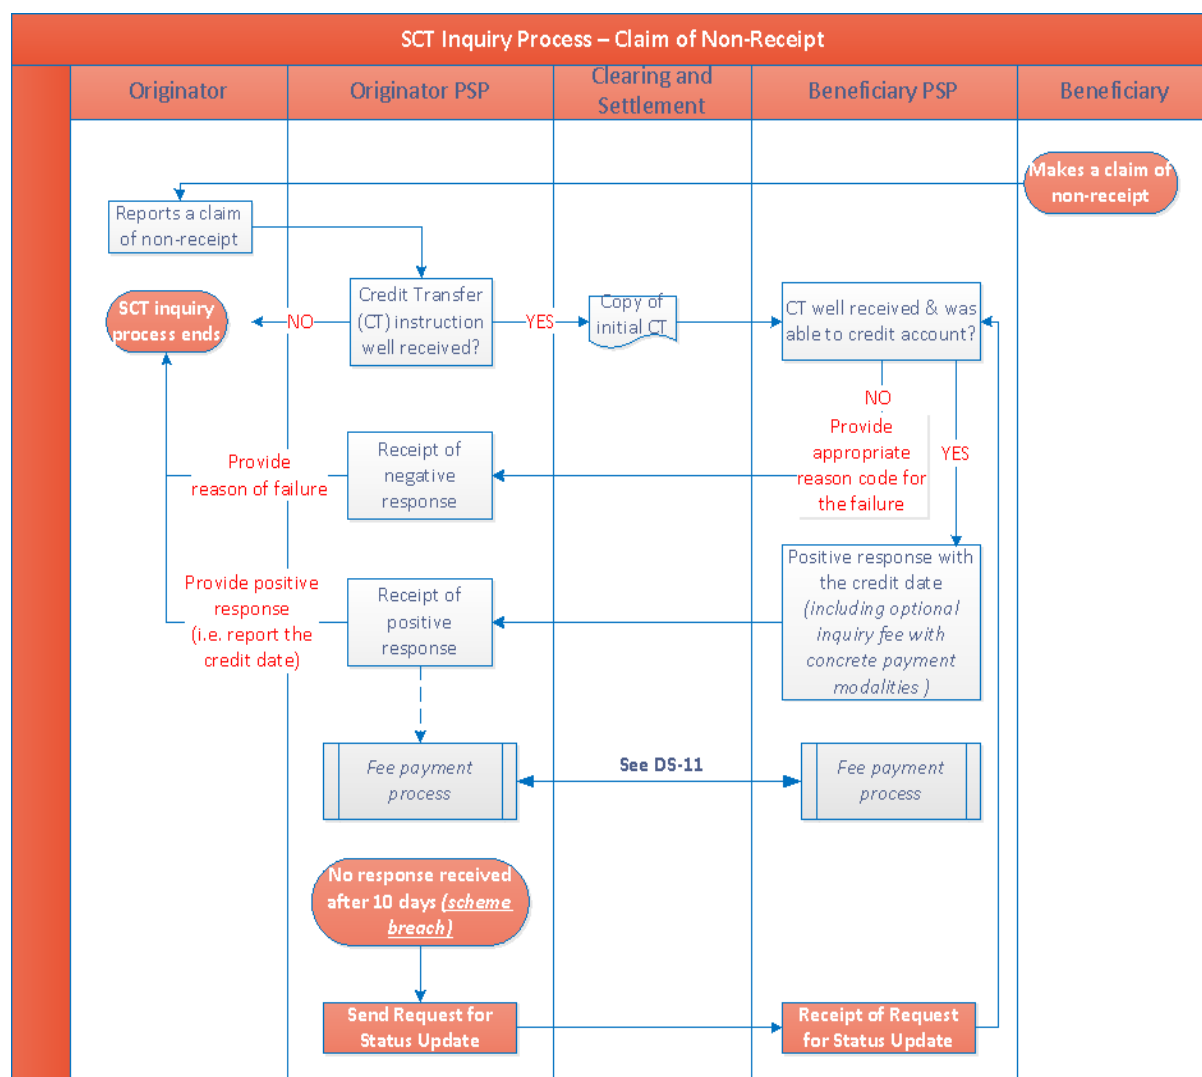 SCT Inquiry Process – Claim of Non-Receipt
Originator
Originator PSP
Clearing and
Settlement
Beneficiary PSP
Beneficiary
Makes a claim of
non-receipt
Reports a claim
of non-receipt
SCT inquiry
process ends
NO
Credit Transfer
(CT) instruction
well received?
YES
Copy of
initial CT
CT well received & was
able to credit account?
NO
Provide
appropriate
reason code for
the failure
YES
Provide
reason of failure
Receipt of
negative
response
Provide positive
response
(i.e. report the
credit date)
Receipt of
positive
response
Positive response with
the credit date
(including optional
inquiry fee with
concrete payment
modalities )
Fee payment
process
See DS-11
Fee payment
process
No response received
after 10 days (scheme
breach)
Send Request for
Status Update
Receipt of Request
for Status Update